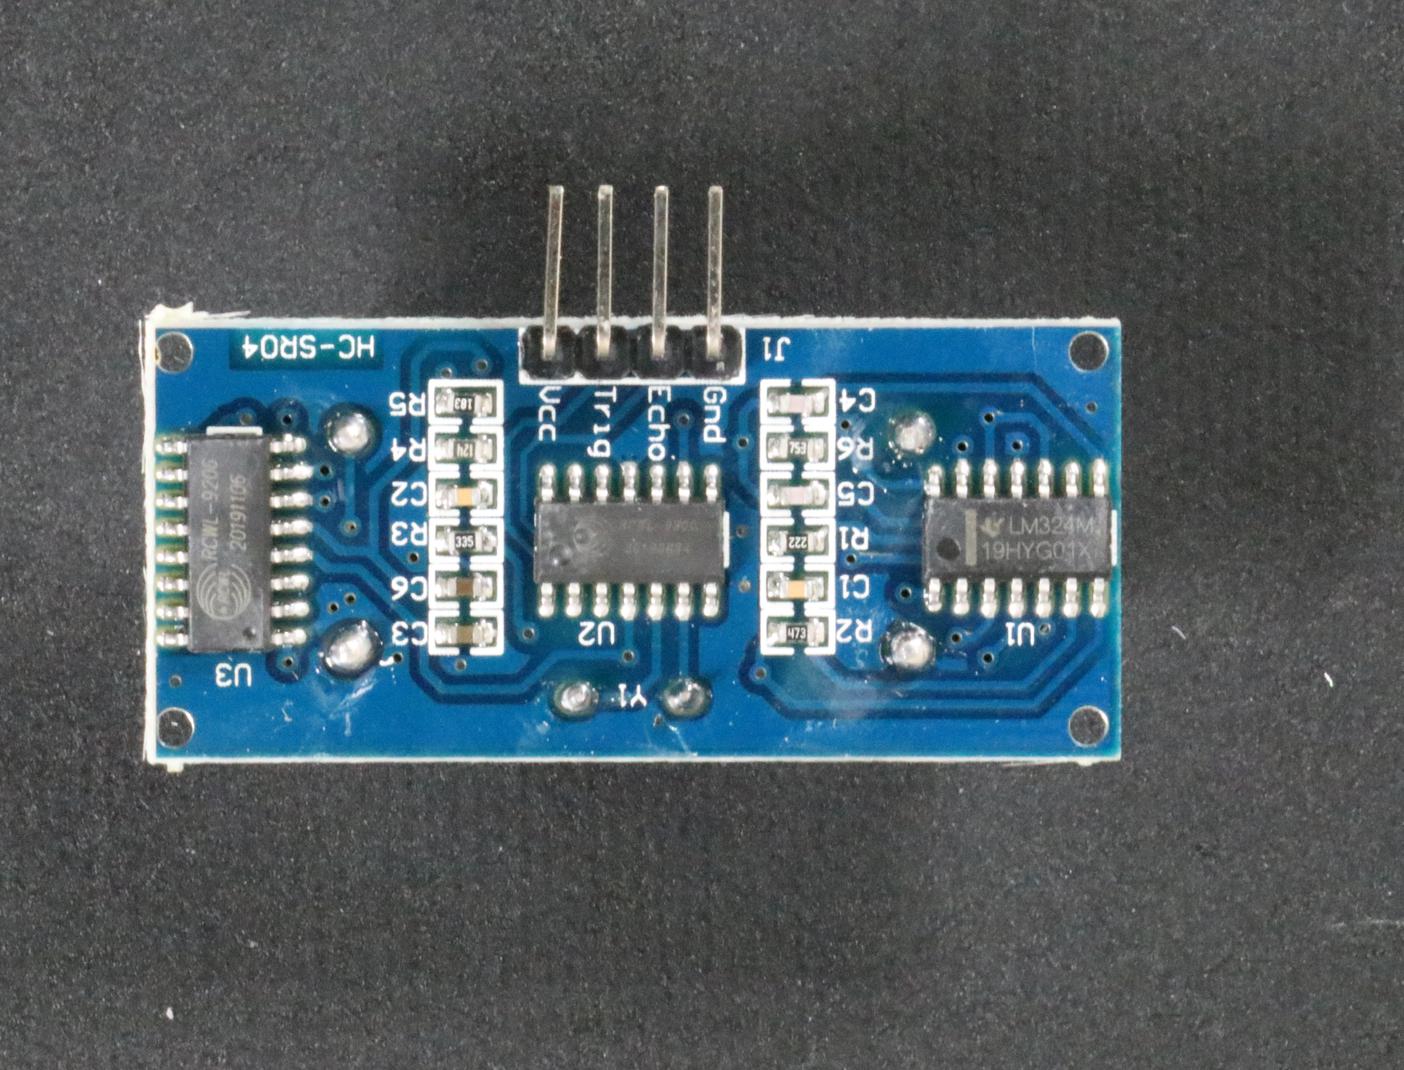 HC-SR04
J1
Vcc
Trig
Echo
Gnd
R5
103
R4
124
C2
R3
335
C6
C3
C4
R6
753
C5
R1
222
C1
R2
473
RCWL-9206
20191106
U3
U2
Y1
LM324M
19HYG01X
U1